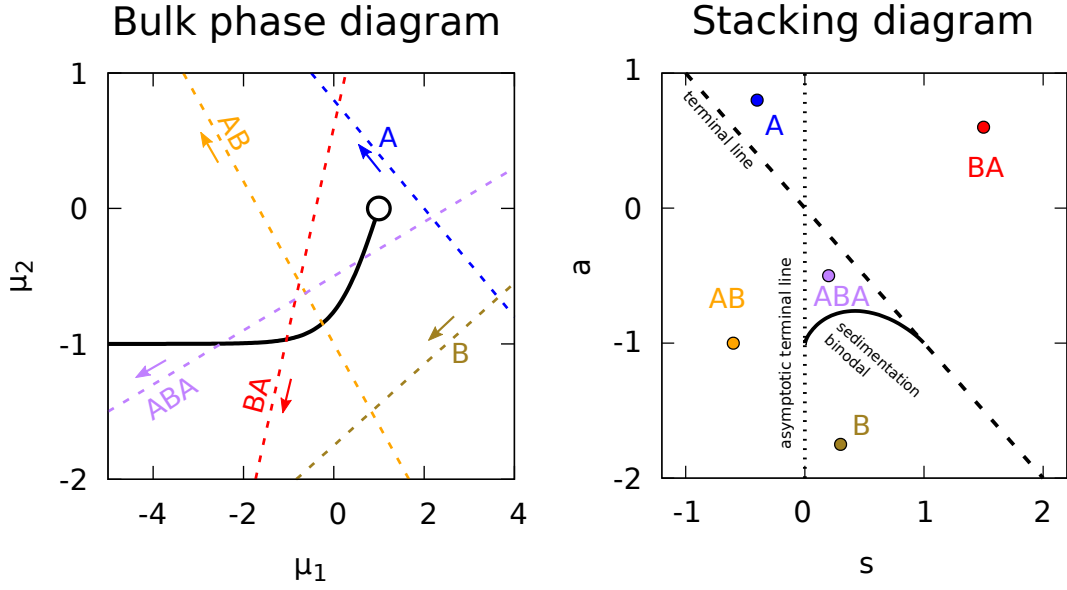 Bulk phase diagram
1
0
-1
-2
μ2
-4
-2
0
2
4
μ1
AB
A
B
BA
ABA
Stacking diagram
1
0
-1
-2
a
-1
0
1
2
s
terminal line
A
BA
AB
ABA
asymptotic terminal line
sedimentation
binodal
B